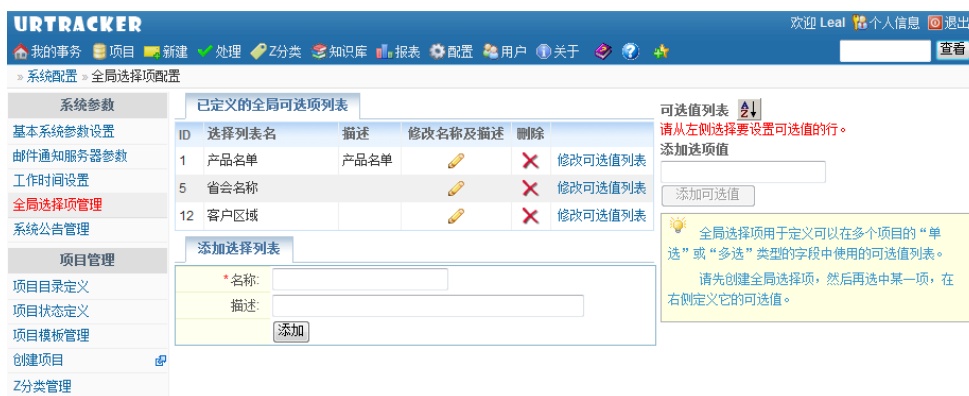 URTRACKER
欢迎 Leal 个人信息 退出
我的事务 项目 新建 处理 Z分类 知识库 报表 配置 用户 关于
查看
» 系统配置 » 全局选择项配置
系统参数
基本系统参数设置
邮件通知服务器参数
工作时间设置
全局选择项管理
系统公告管理
项目管理
项目目录定义
项目状态定义
项目模板管理
创建项目
Z分类管理
已定义的全局可选项列表
ID 选择列表名 描述 修改名称及描述 删除
1 产品名单 产品名单 修改可选值列表
5 省会名称 修改可选值列表
12 客户区域 修改可选值列表
添加选择列表
*名称:
描述:
添加
可选值列表
请从左侧选择要设置可选值的行。
添加选项值
添加可选值
全局选择项用于定义可以在多个项目的“单
选”或“多选”类型的字段中使用的可选值列表。
请先创建全局选择项，然后再选中某一项，在
右侧定义它的可选值。